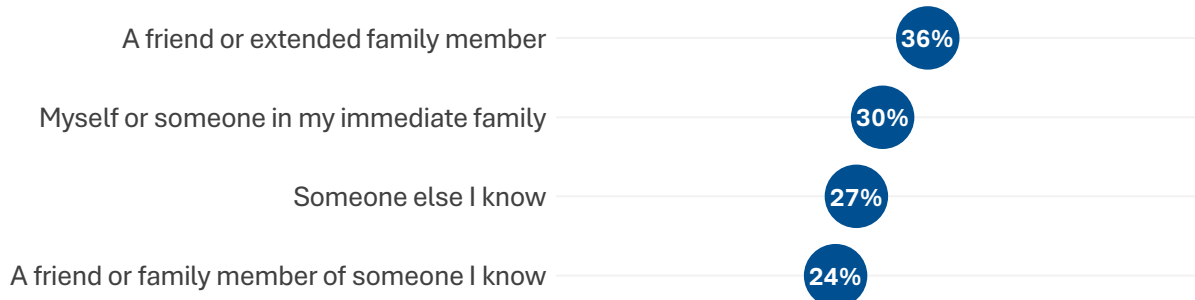 A friend or extended family member 36%
Myself or someone in my immediate family 30%
Someone else I know 27%
A friend or family member of someone I know 24%